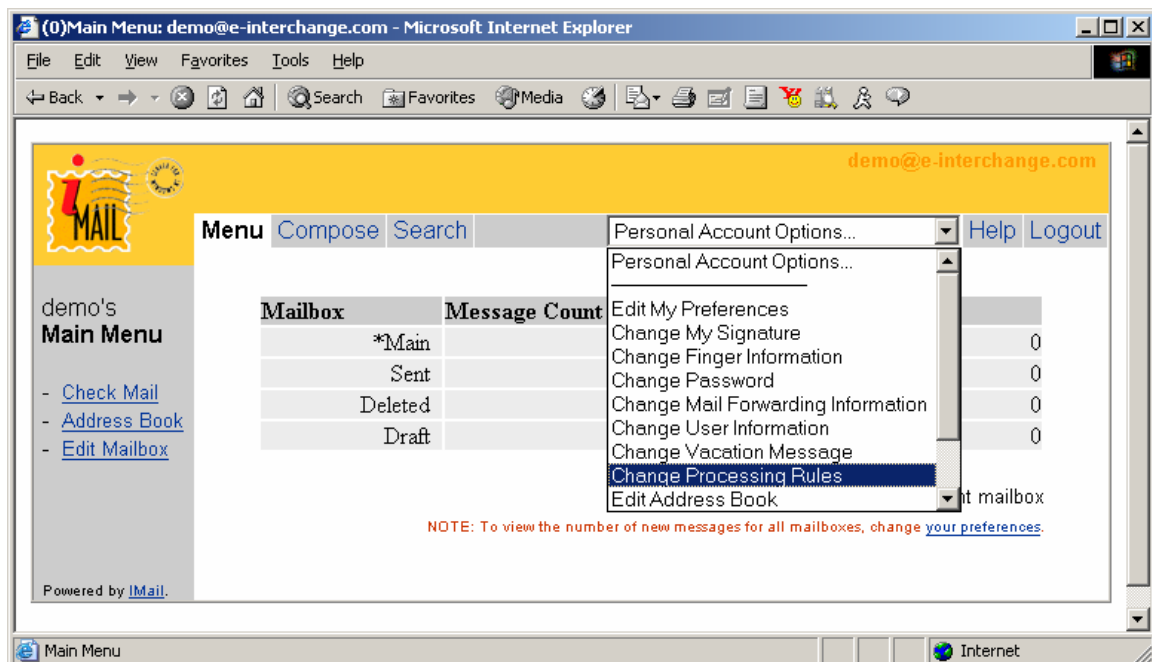 (0)Main Menu: demo@e-interchange.com - Microsoft Internet Explorer
File Edit View Favorites Tools Help
Back Search Favorites Media
demo@e-interchange.com
i MAIL
Menu Compose Search Personal Account Options... Help Logout
Personal Account Options...
demo's
Main Menu
- Check Mail
- Address Book
- Edit Mailbox
Mailbox Message Count
*Main 0
Sent 0
Deleted 0
Draft 0
Edit My Preferences
Change My Signature
Change Finger Information
Change Password
Change Mail Forwarding Information
Change User Information
Change Vacation Message
Change Processing Rules
Edit Address Book
mailbox
NOTE: To view the number of new messages for all mailboxes, change your preferences.
Powered by IMail.
Main Menu Internet